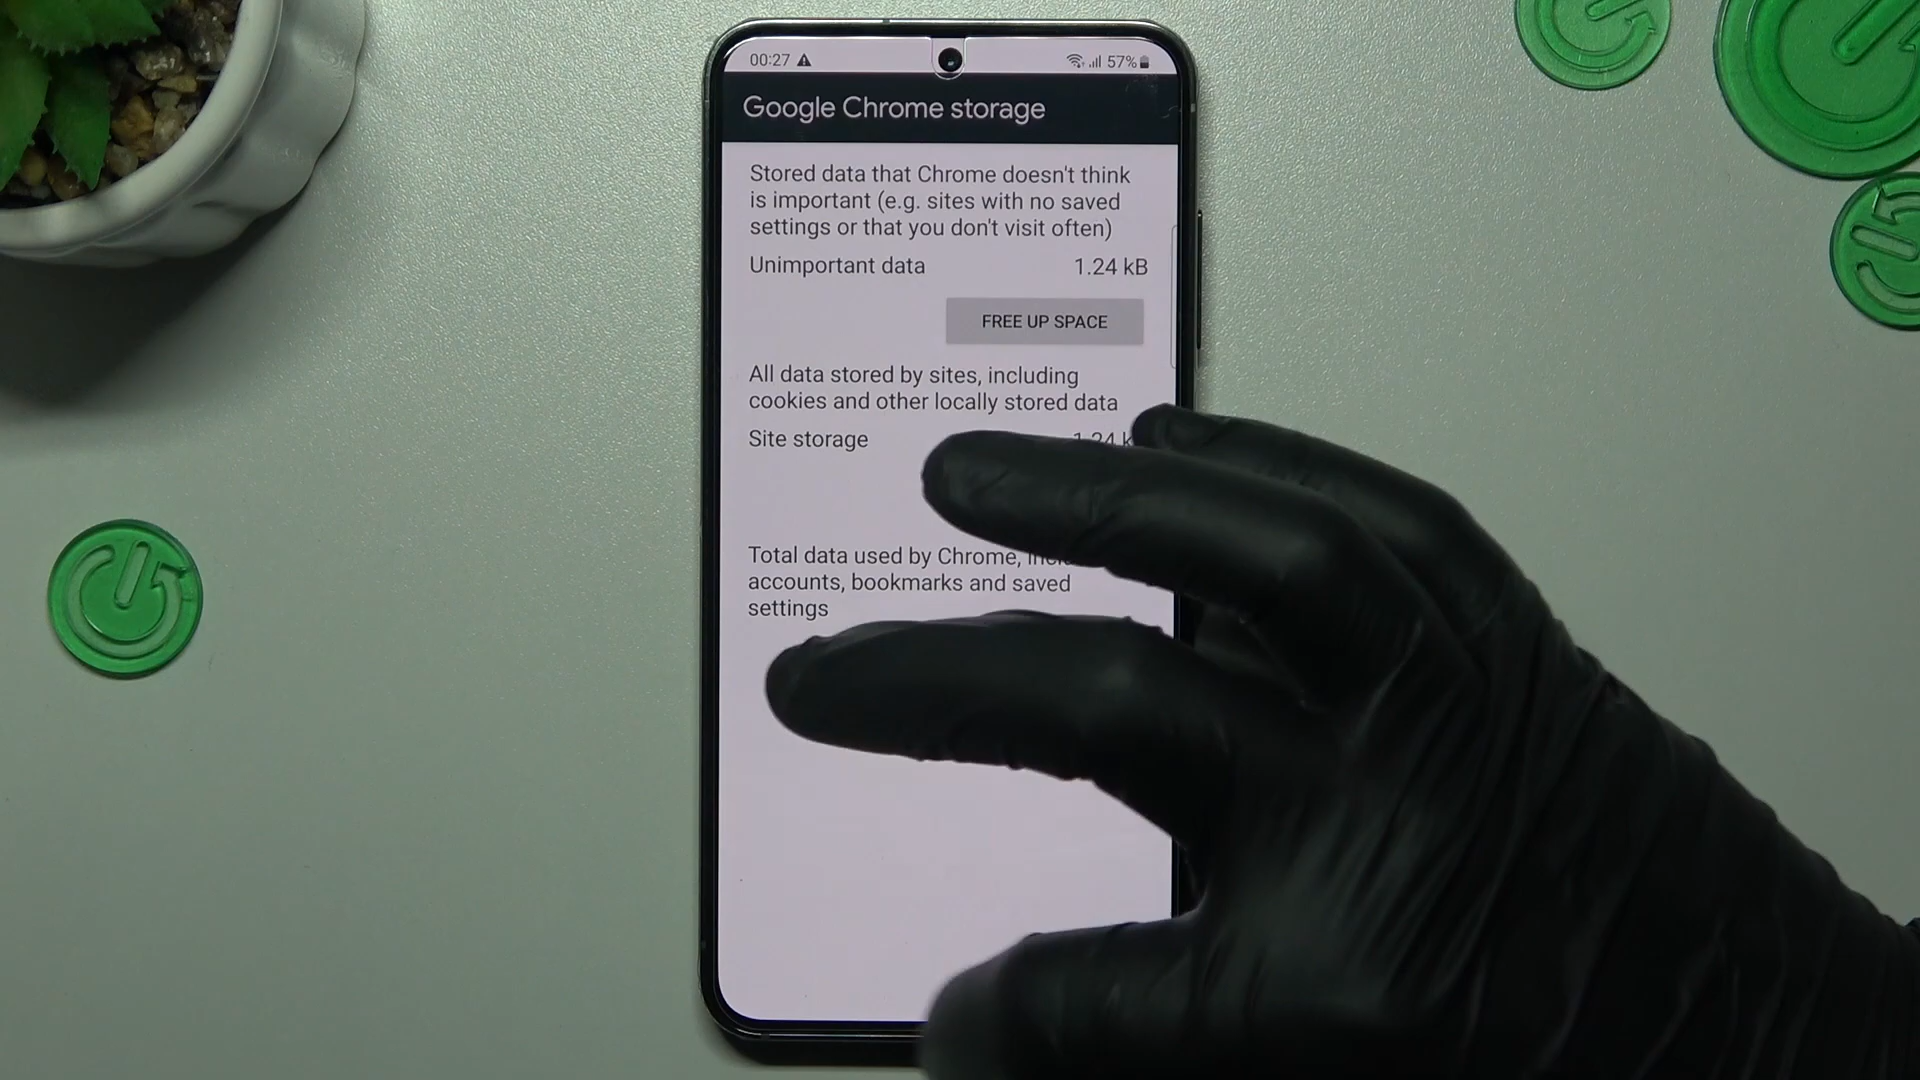 00:27
57%
Google Chrome storage
Stored data that Chrome doesn't think
is important (e.g. sites with no saved
settings or that you don't visit often)
Unimportant data 1.24 kB
FREE UP SPACE
All data stored by sites, including
cookies and other locally stored data
Site storage 1.24
Total data used by Chrome,
accounts, bookmarks and saved
settings